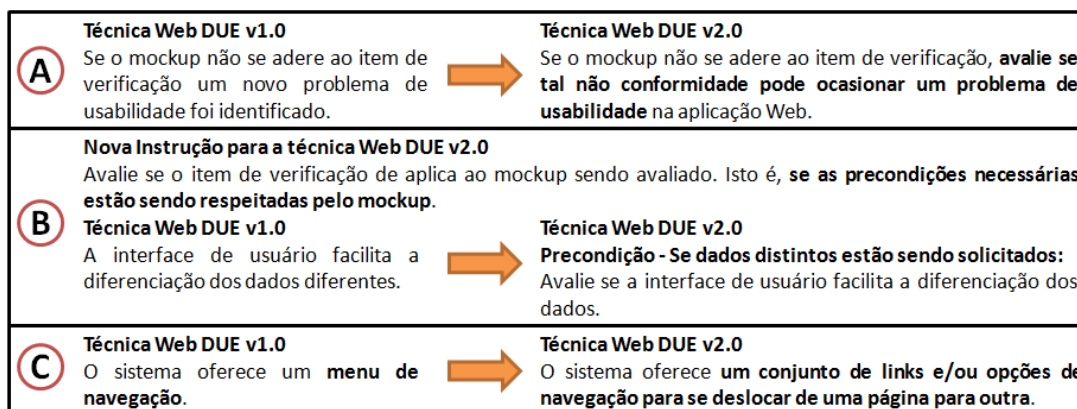 A
Técnica Web DUE v1.0
Se o mockup não se adere ao item de
verificação um novo problema de
usabilidade foi identificado.
Técnica Web DUE v2.0
Se o mockup não se adere ao item de verificação, avalie se
tal não conformidade pode ocasionar um problema de
usabilidade na aplicação Web.
B
Nova Instrução para a técnica Web DUE v2.0
Avalie se o item de verificação de aplica ao mockup sendo avaliado. Isto é, se as precondições necessárias
estão sendo respeitadas pelo mockup.
Técnica Web DUE v1.0
A interface de usuário facilita a
diferenciação dos dados diferentes.
Técnica Web DUE v2.0
Precondição - Se dados distintos estão sendo solicitados:
Avalie se a interface de usuário facilita a diferenciação dos
dados.
C
Técnica Web DUE v1.0
O sistema oferece um menu de
navegação.
Técnica Web DUE v2.0
O sistema oferece um conjunto de links e/ou opções de
navegação para se deslocar de uma página para outra.